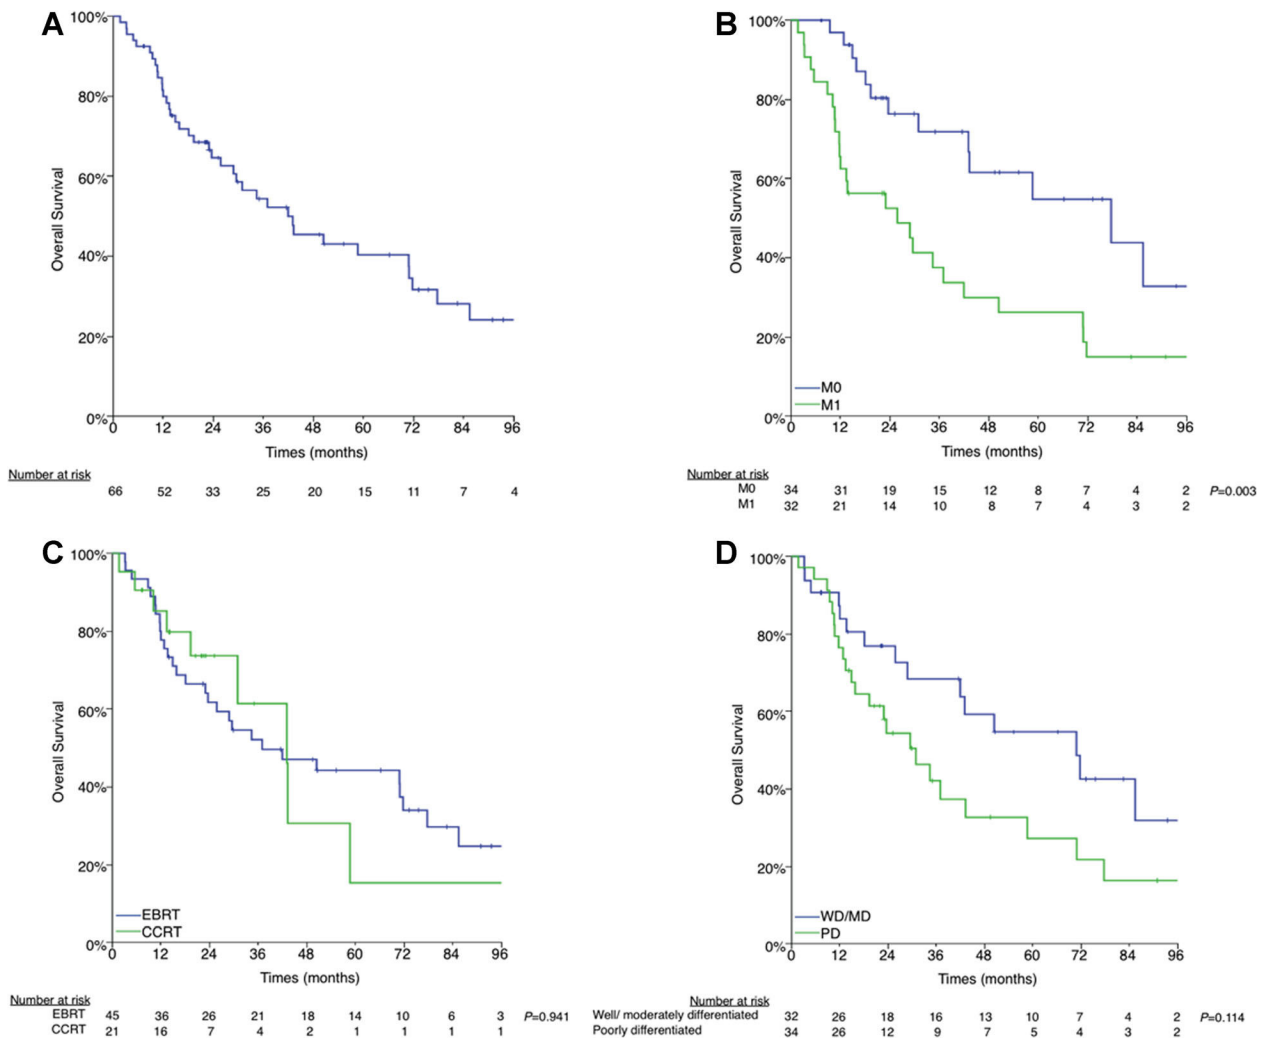 A
100%
80%
60%
40%
20%
0%
Overall Survival
0 12 24 36 48 60 72 84 96
Times (months)
Number at risk
66 52 33 25 20 15 11 7 4
B
100%
80%
60%
40%
20%
0%
Overall Survival
M0
M1
0 12 24 36 48 60 72 84 96
Times (months)
Number at risk
M0 34 31 19 15 12 8 7 4 2 P=0.003
M1 32 21 14 10 8 7 4 3 2
C
100%
80%
60%
40%
20%
0%
Overall Survival
EBRT
CCRT
0 12 24 36 48 60 72 84 96
Times (months)
Number at risk
EBRT 45 36 26 21 18 14 10 6 3 P=0.941
CCRT 21 16 7 4 2 1 1 1 1
D
100%
80%
60%
40%
20%
0%
Overall Survival
WD/MD
PD
0 12 24 36 48 60 72 84 96
Times (months)
Number at risk
Well/ moderately differentiated 32 26 18 16 13 10 7 4 2 P=0.114
Poorly differentiated 34 26 12 9 7 5 4 3 2